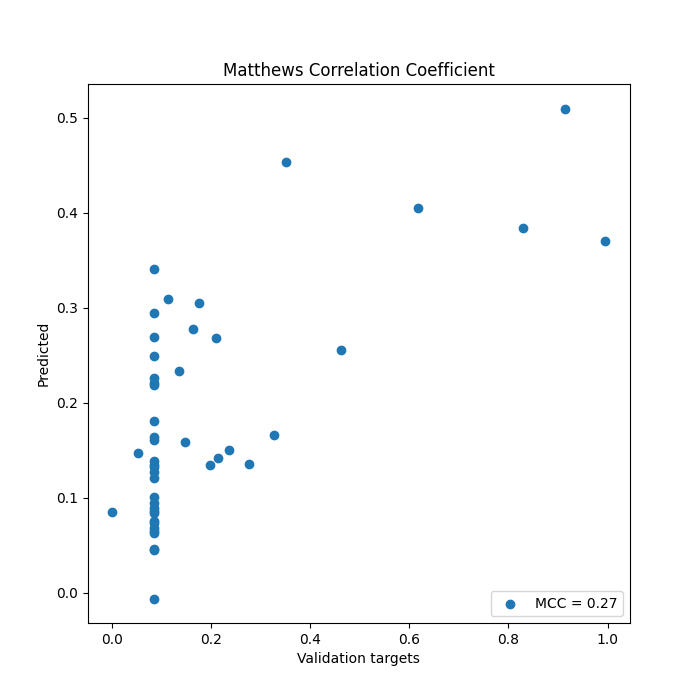 Matthews Correlation Coefficient
0.5
0.4
0.3
0.2
0.1
0.0
Predicted
MCC = 0.27
0.0 0.2 0.4 0.6 0.8 1.0
Validation targets